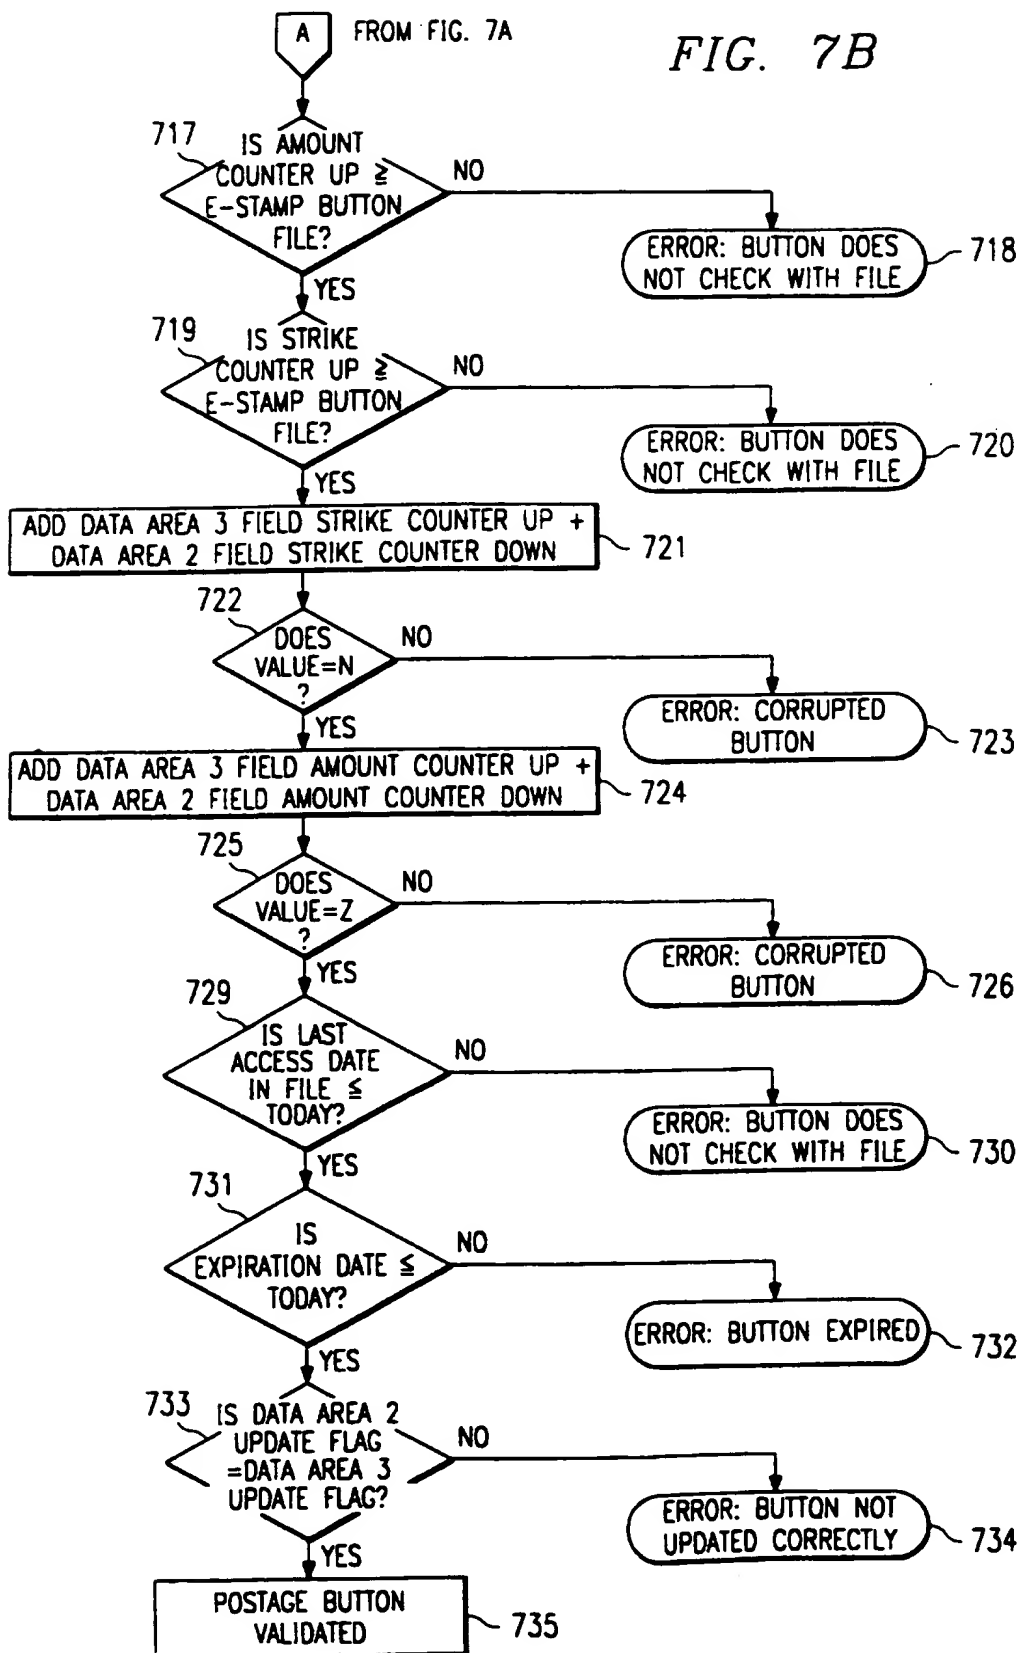 A
FROM FIG. 7A
FIG. 7B
717
IS AMOUNT
COUNTER UP ≧
E-STAMP BUTTON
FILE?
NO
ERROR: BUTTON DOES
NOT CHECK WITH FILE
718
YES
719
IS STRIKE
COUNTER UP ≧
E-STAMP BUTTON
FILE?
NO
ERROR: BUTTON DOES
NOT CHECK WITH FILE
720
YES
ADD DATA AREA 3 FIELD STRIKE COUNTER UP +
DATA AREA 2 FIELD STRIKE COUNTER DOWN
721
722
DOES
VALUE=N
?
NO
ERROR: CORRUPTED
BUTTON
723
YES
ADD DATA AREA 3 FIELD AMOUNT COUNTER UP +
DATA AREA 2 FIELD AMOUNT COUNTER DOWN
724
725
DOES
VALUE=Z
?
NO
ERROR: CORRUPTED
BUTTON
726
YES
729
IS LAST
ACCESS DATE
IN FILE ≦
TODAY?
NO
ERROR: BUTTON DOES
NOT CHECK WITH FILE
730
YES
731
IS
EXPIRATION DATE ≦
TODAY?
NO
ERROR: BUTTON EXPIRED
732
YES
733
IS DATA AREA 2
UPDATE FLAG
=DATA AREA 3
UPDATE FLAG?
NO
ERROR: BUTTON NOT
UPDATED CORRECTLY
734
YES
POSTAGE BUTTON
VALIDATED
735